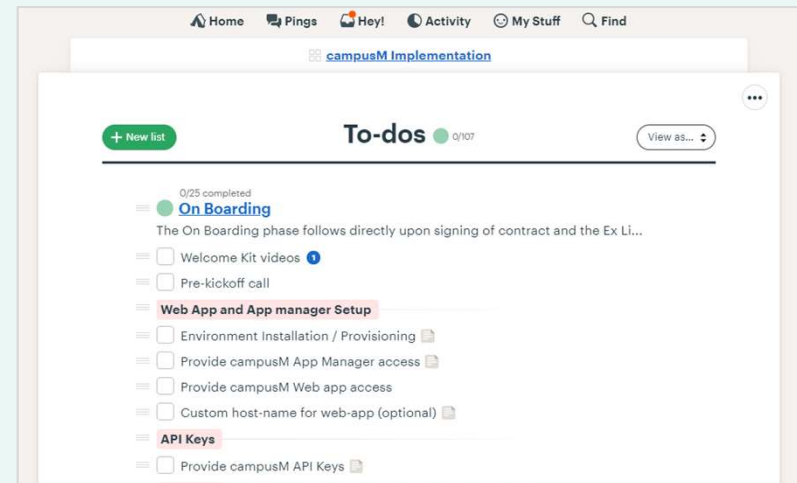 Home Pings Hey! Activity My Stuff Find
campusM Implementation
+ New list
To-dos 0/107
View as...
0/25 completed
On Boarding
The On Boarding phase follows directly upon signing of contract and the Ex Li...
Welcome Kit videos 1
Pre-kickoff call
Web App and App manager Setup
Environment Installation / Provisioning
Provide campusM App Manager access
Provide campusM Web app access
Custom host-name for web-app (optional)
API Keys
Provide campusM API Keys